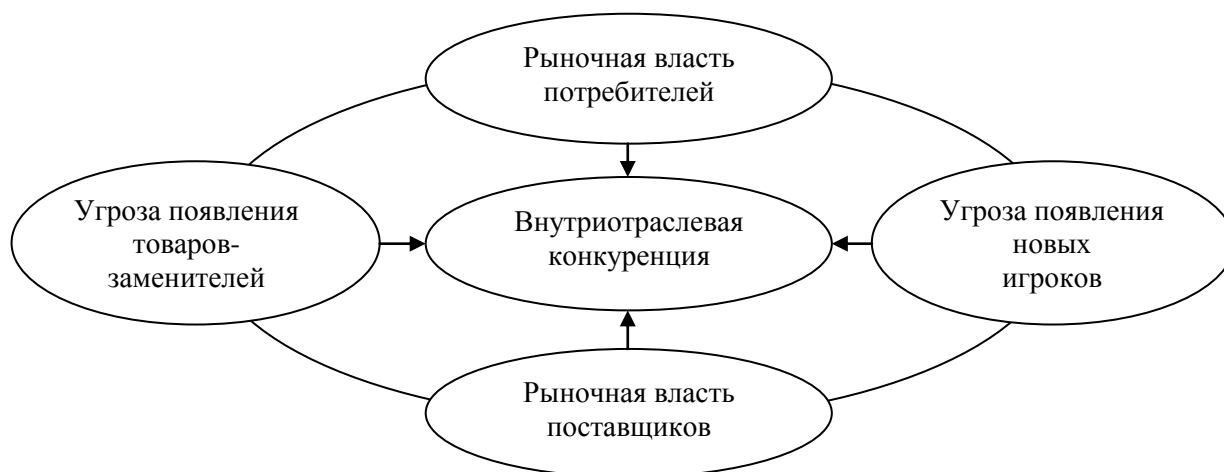 Рыночная власть
потребителей
Угроза появления
товаров-
заменителей
Внутриотраслевая
конкуренция
Угроза появления
новых
игроков
Рыночная власть
поставщиков